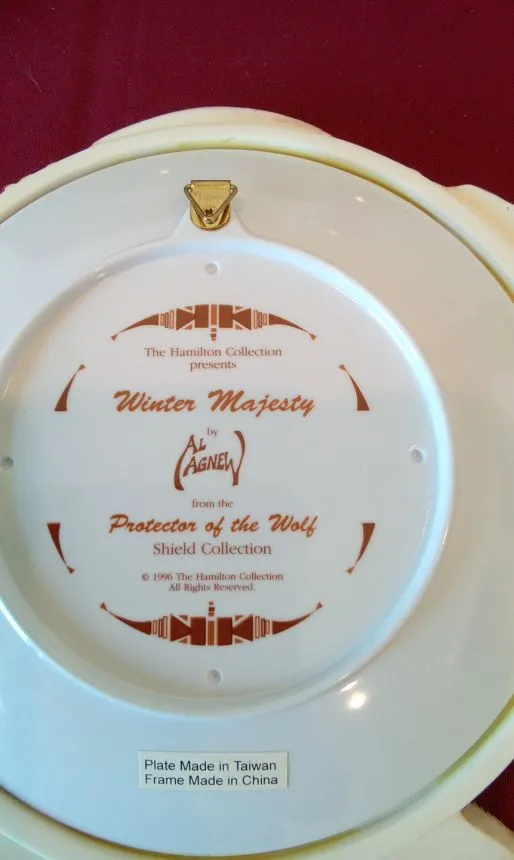 The Hamilton Collection
presents
Winter Majesty
by
AL
AGNEW
from the
Protector of the Wolf
Shield Collection
© 1996 The Hamilton Collection
All Rights Reserved.
Plate Made in Taiwan
Frame Made in China